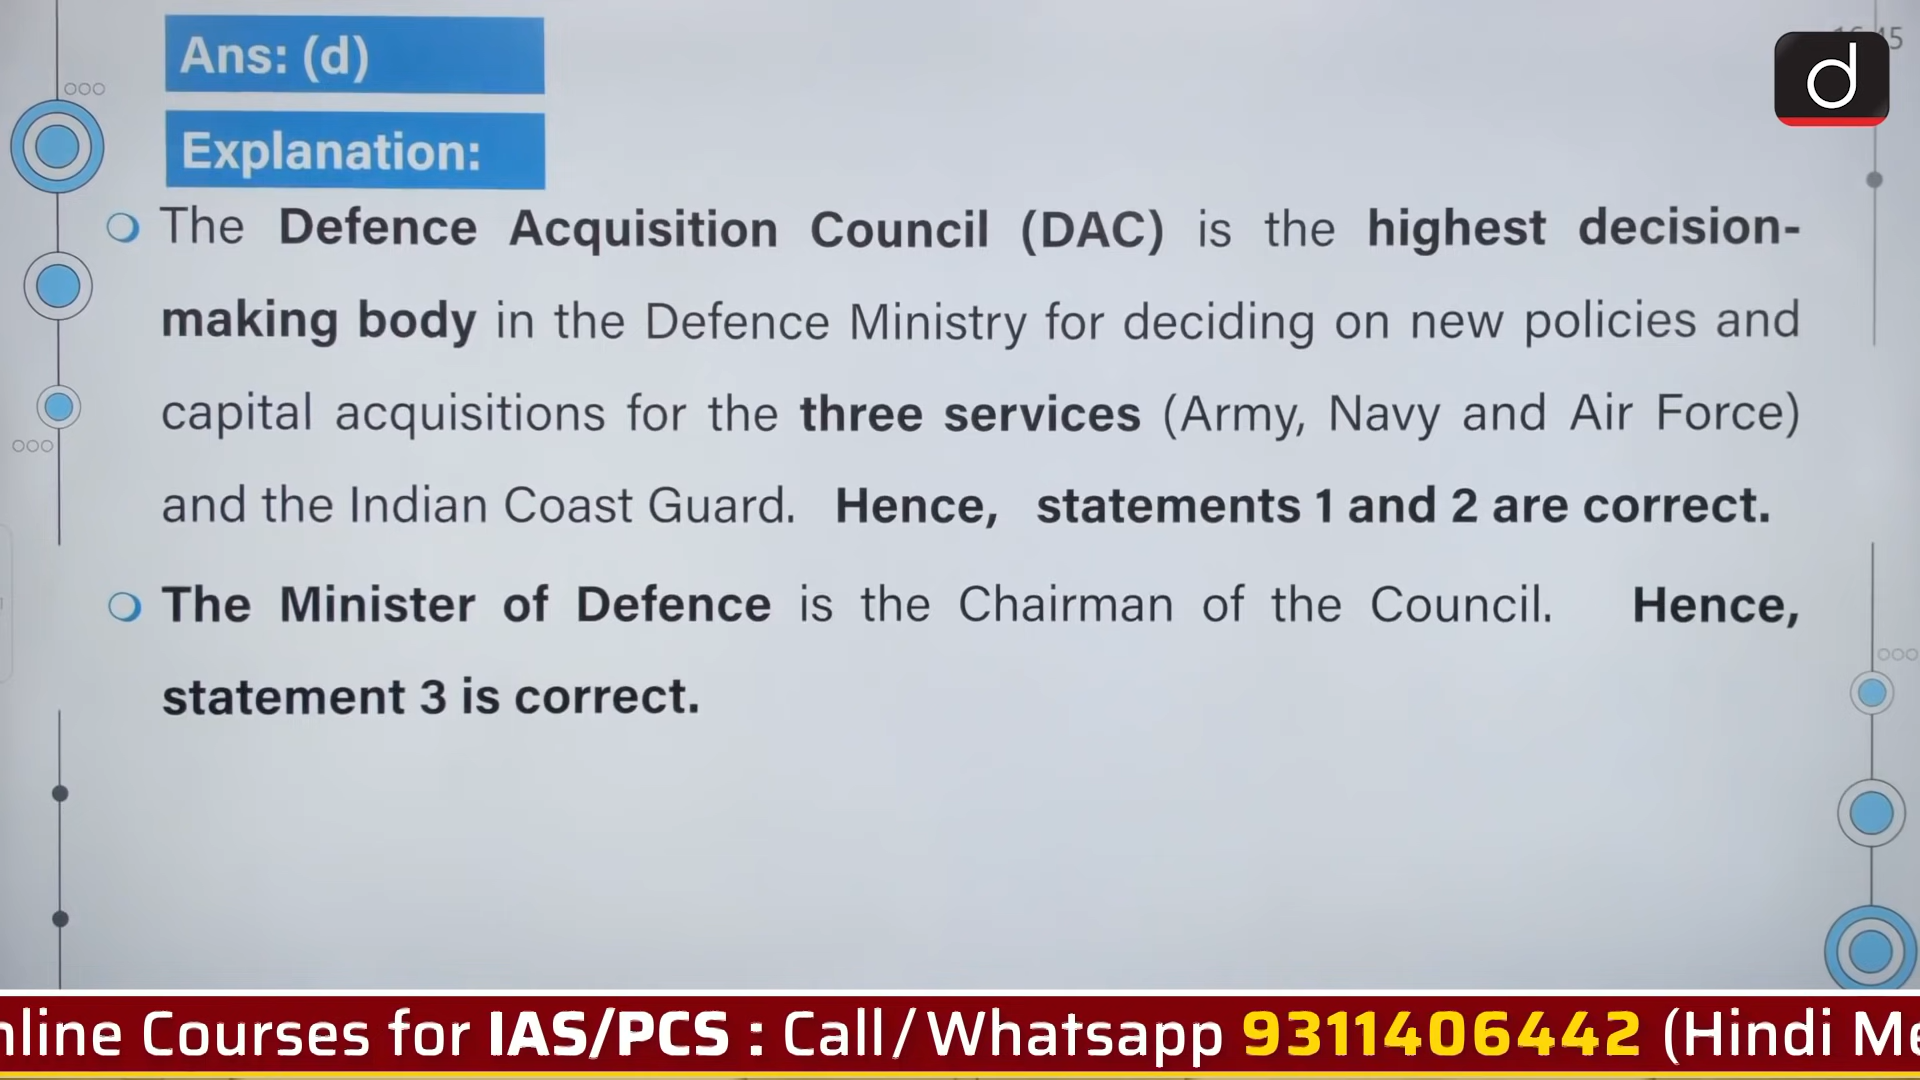 Ans: (d)
Explanation:
The Defence Acquisition Council (DAC) is the highest decision-
making body in the Defence Ministry for deciding on new policies and
capital acquisitions for the three services (Army, Navy and Air Force)
and the Indian Coast Guard. Hence, statements 1 and 2 are correct.
The Minister of Defence is the Chairman of the Council. Hence,
statement 3 is correct.
d
nline Courses for IAS/PCS : Call/Whatsapp 9311406442 (Hindi Me